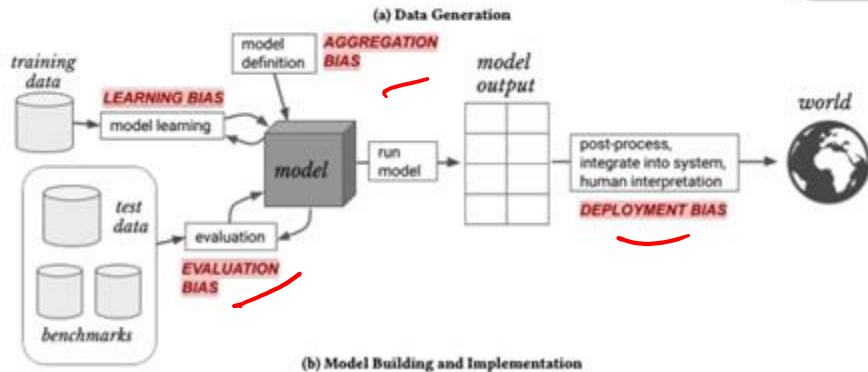 (a) Data Generation
training
data
LEARNING BIAS
model learning
model
definition
AGGREGATION
BIAS
model
run
model
model
output
post-process,
integrate into system,
human interpretation
DEPLOYMENT BIAS
world
test
data
benchmarks
evaluation
EVALUATION
BIAS
(b) Model Building and Implementation